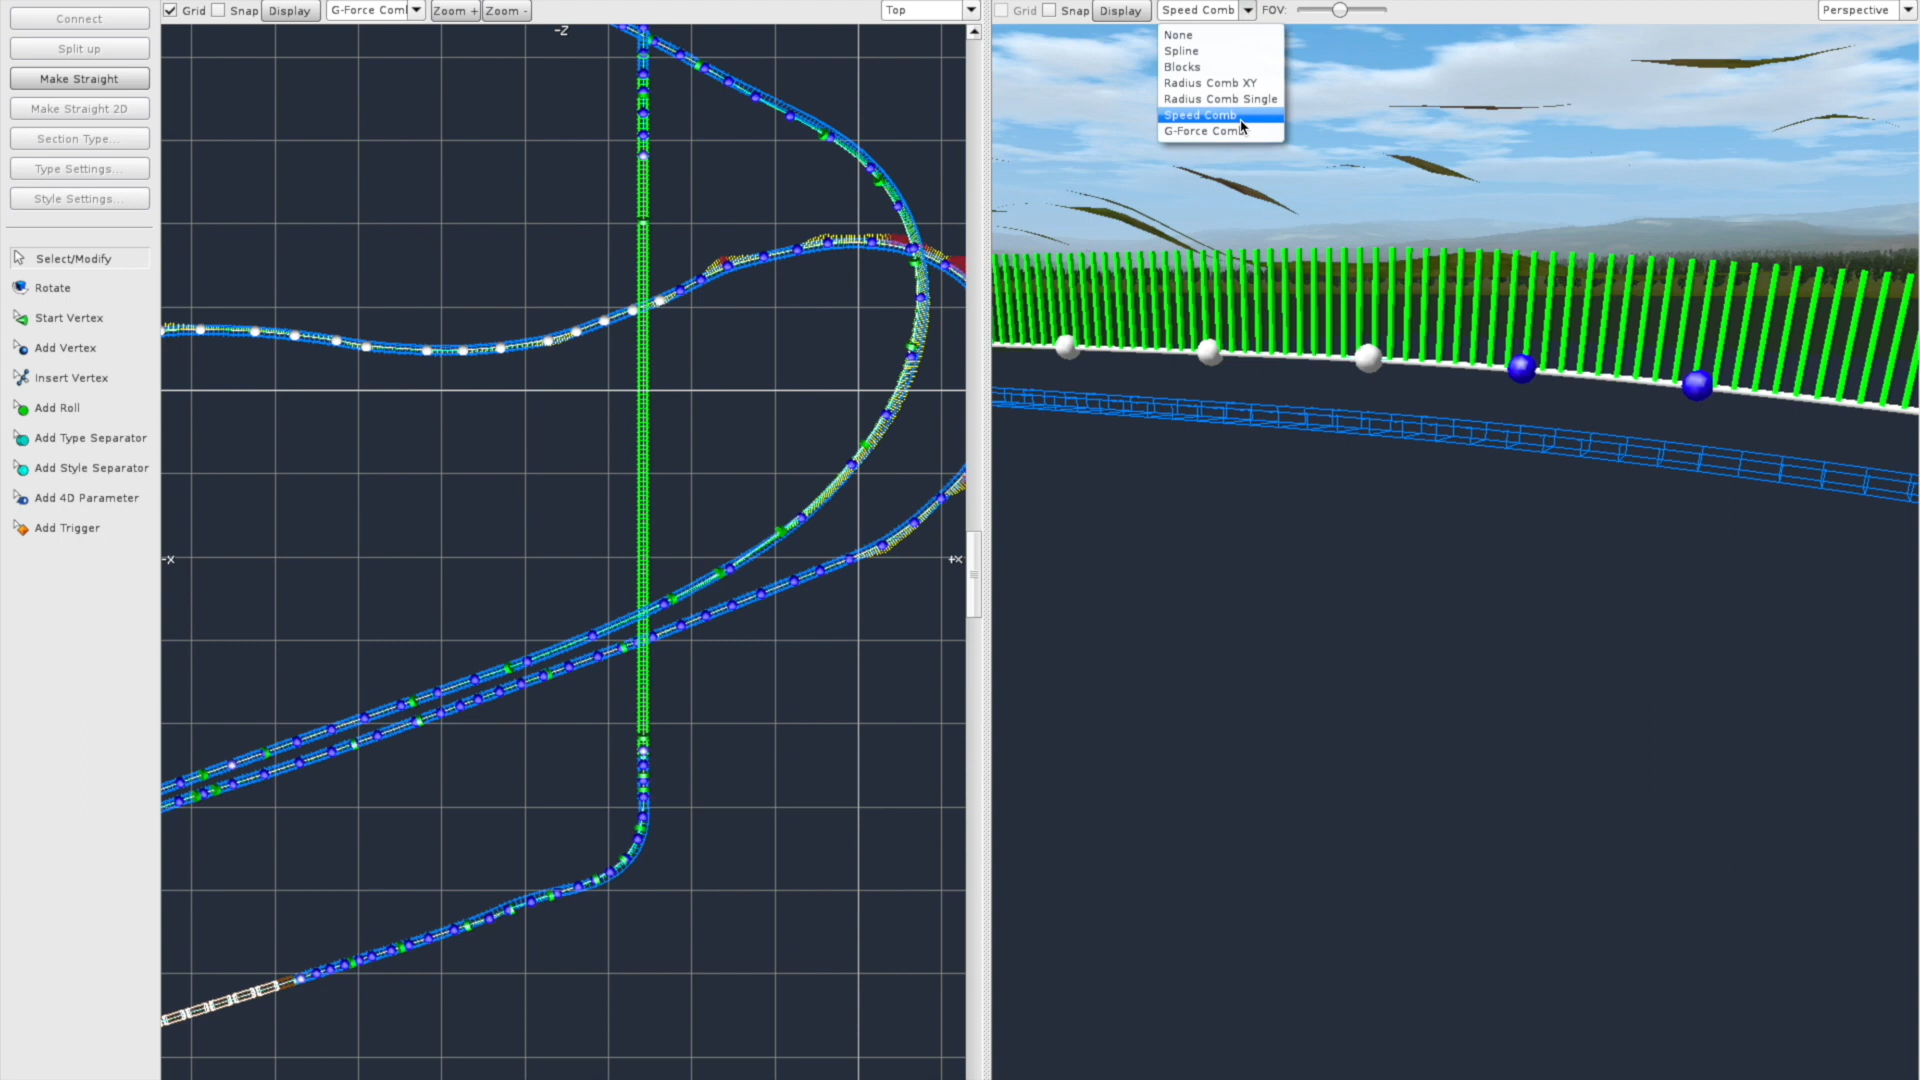 Connect
Split up
Make Straight
Make Straight 2D
Section Type...
Type Settings...
Style Settings...
Select/Modify
Rotate
Start Vertex
Add Vertex
Insert Vertex
Add Roll
Add Type Separator
Add Style Separator
Add 4D Parameter
Add Trigger
Grid Snap Display G-Force Coml Zoom + Zoom - Top
-Z
-X
+X
Grid Snap Display Speed Comb FOV: Perspective
None
Spline
Blocks
Radius Comb XY
Radius Comb Single
Speed Comb
G-Force Comb